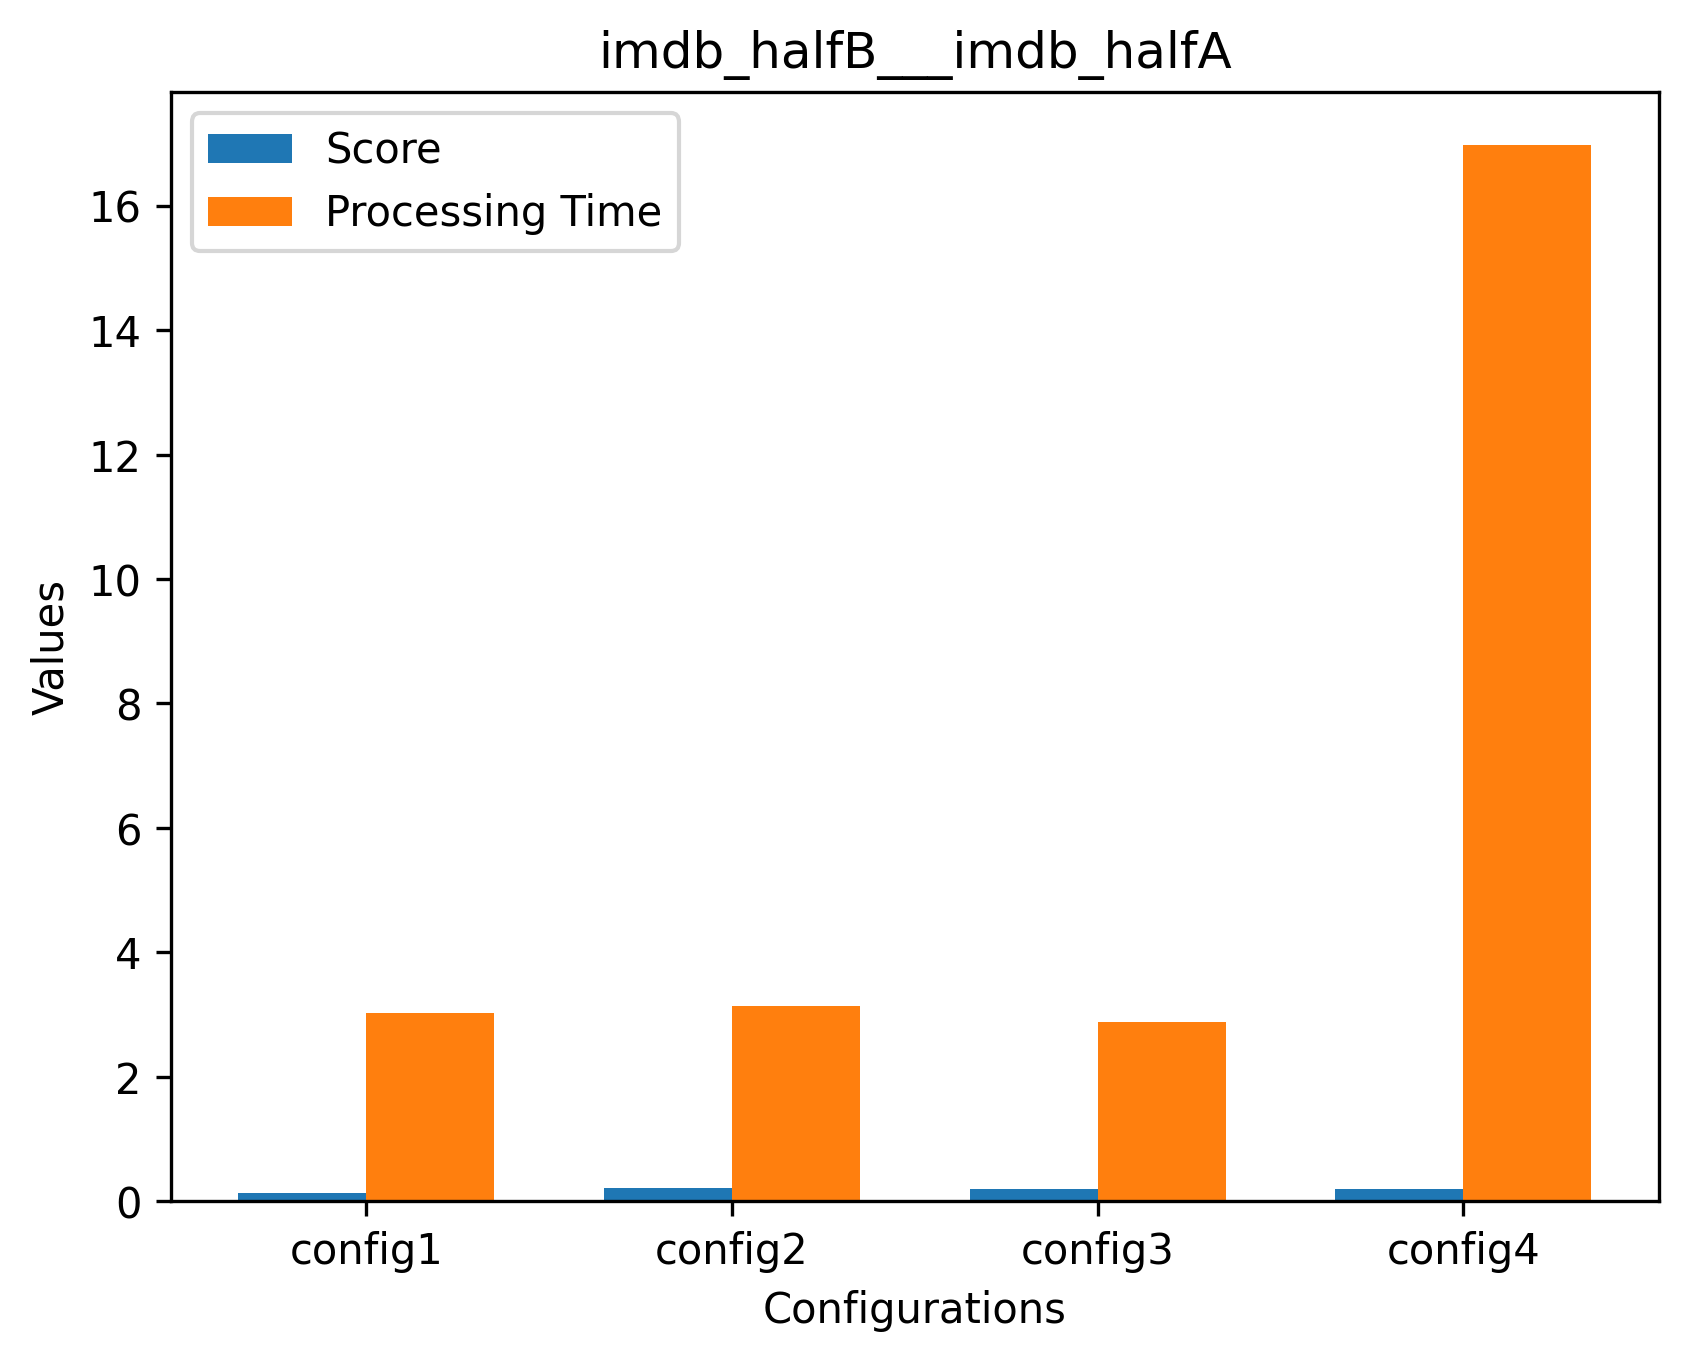 imdb_halfB___imdb_halfA
Score
Processing Time
16
14
12
10
8
6
4
2
0
Values
config1
config2
config3
config4
Configurations